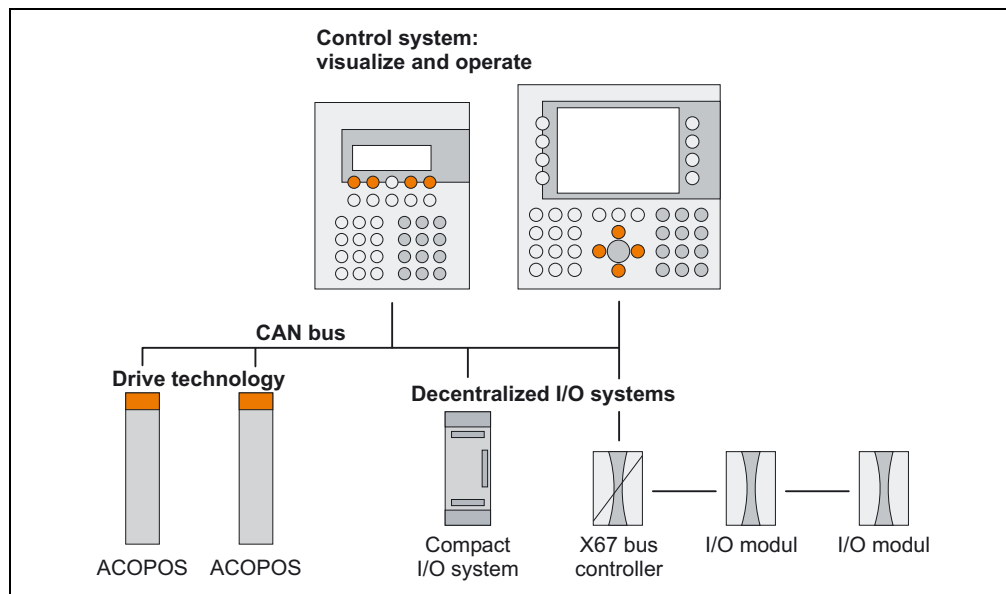 Control system:
visualize and operate
CAN bus
Drive technology
Decentralized I/O systems
ACOPOS
ACOPOS
Compact
I/O system
X67 bus
controller
I/O modul
I/O modul